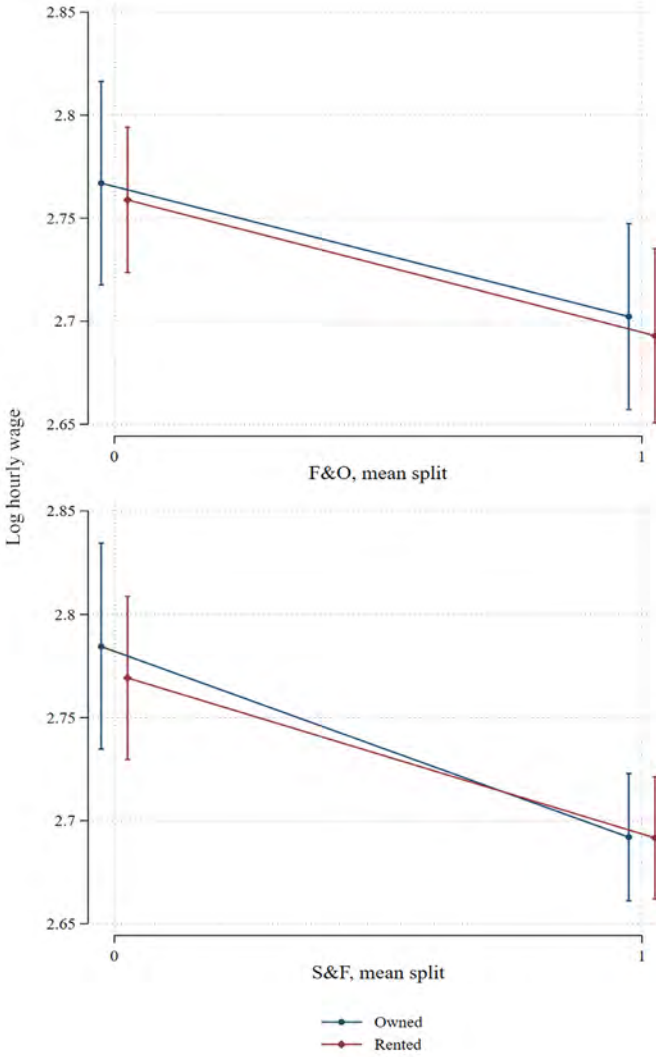 2.85
2.8
2.75
2.7
2.65
0 1
F&O, mean split
Log hourly wage
2.85
2.8
2.75
2.7
2.65
0 1
S&F, mean split
Owned
Rented